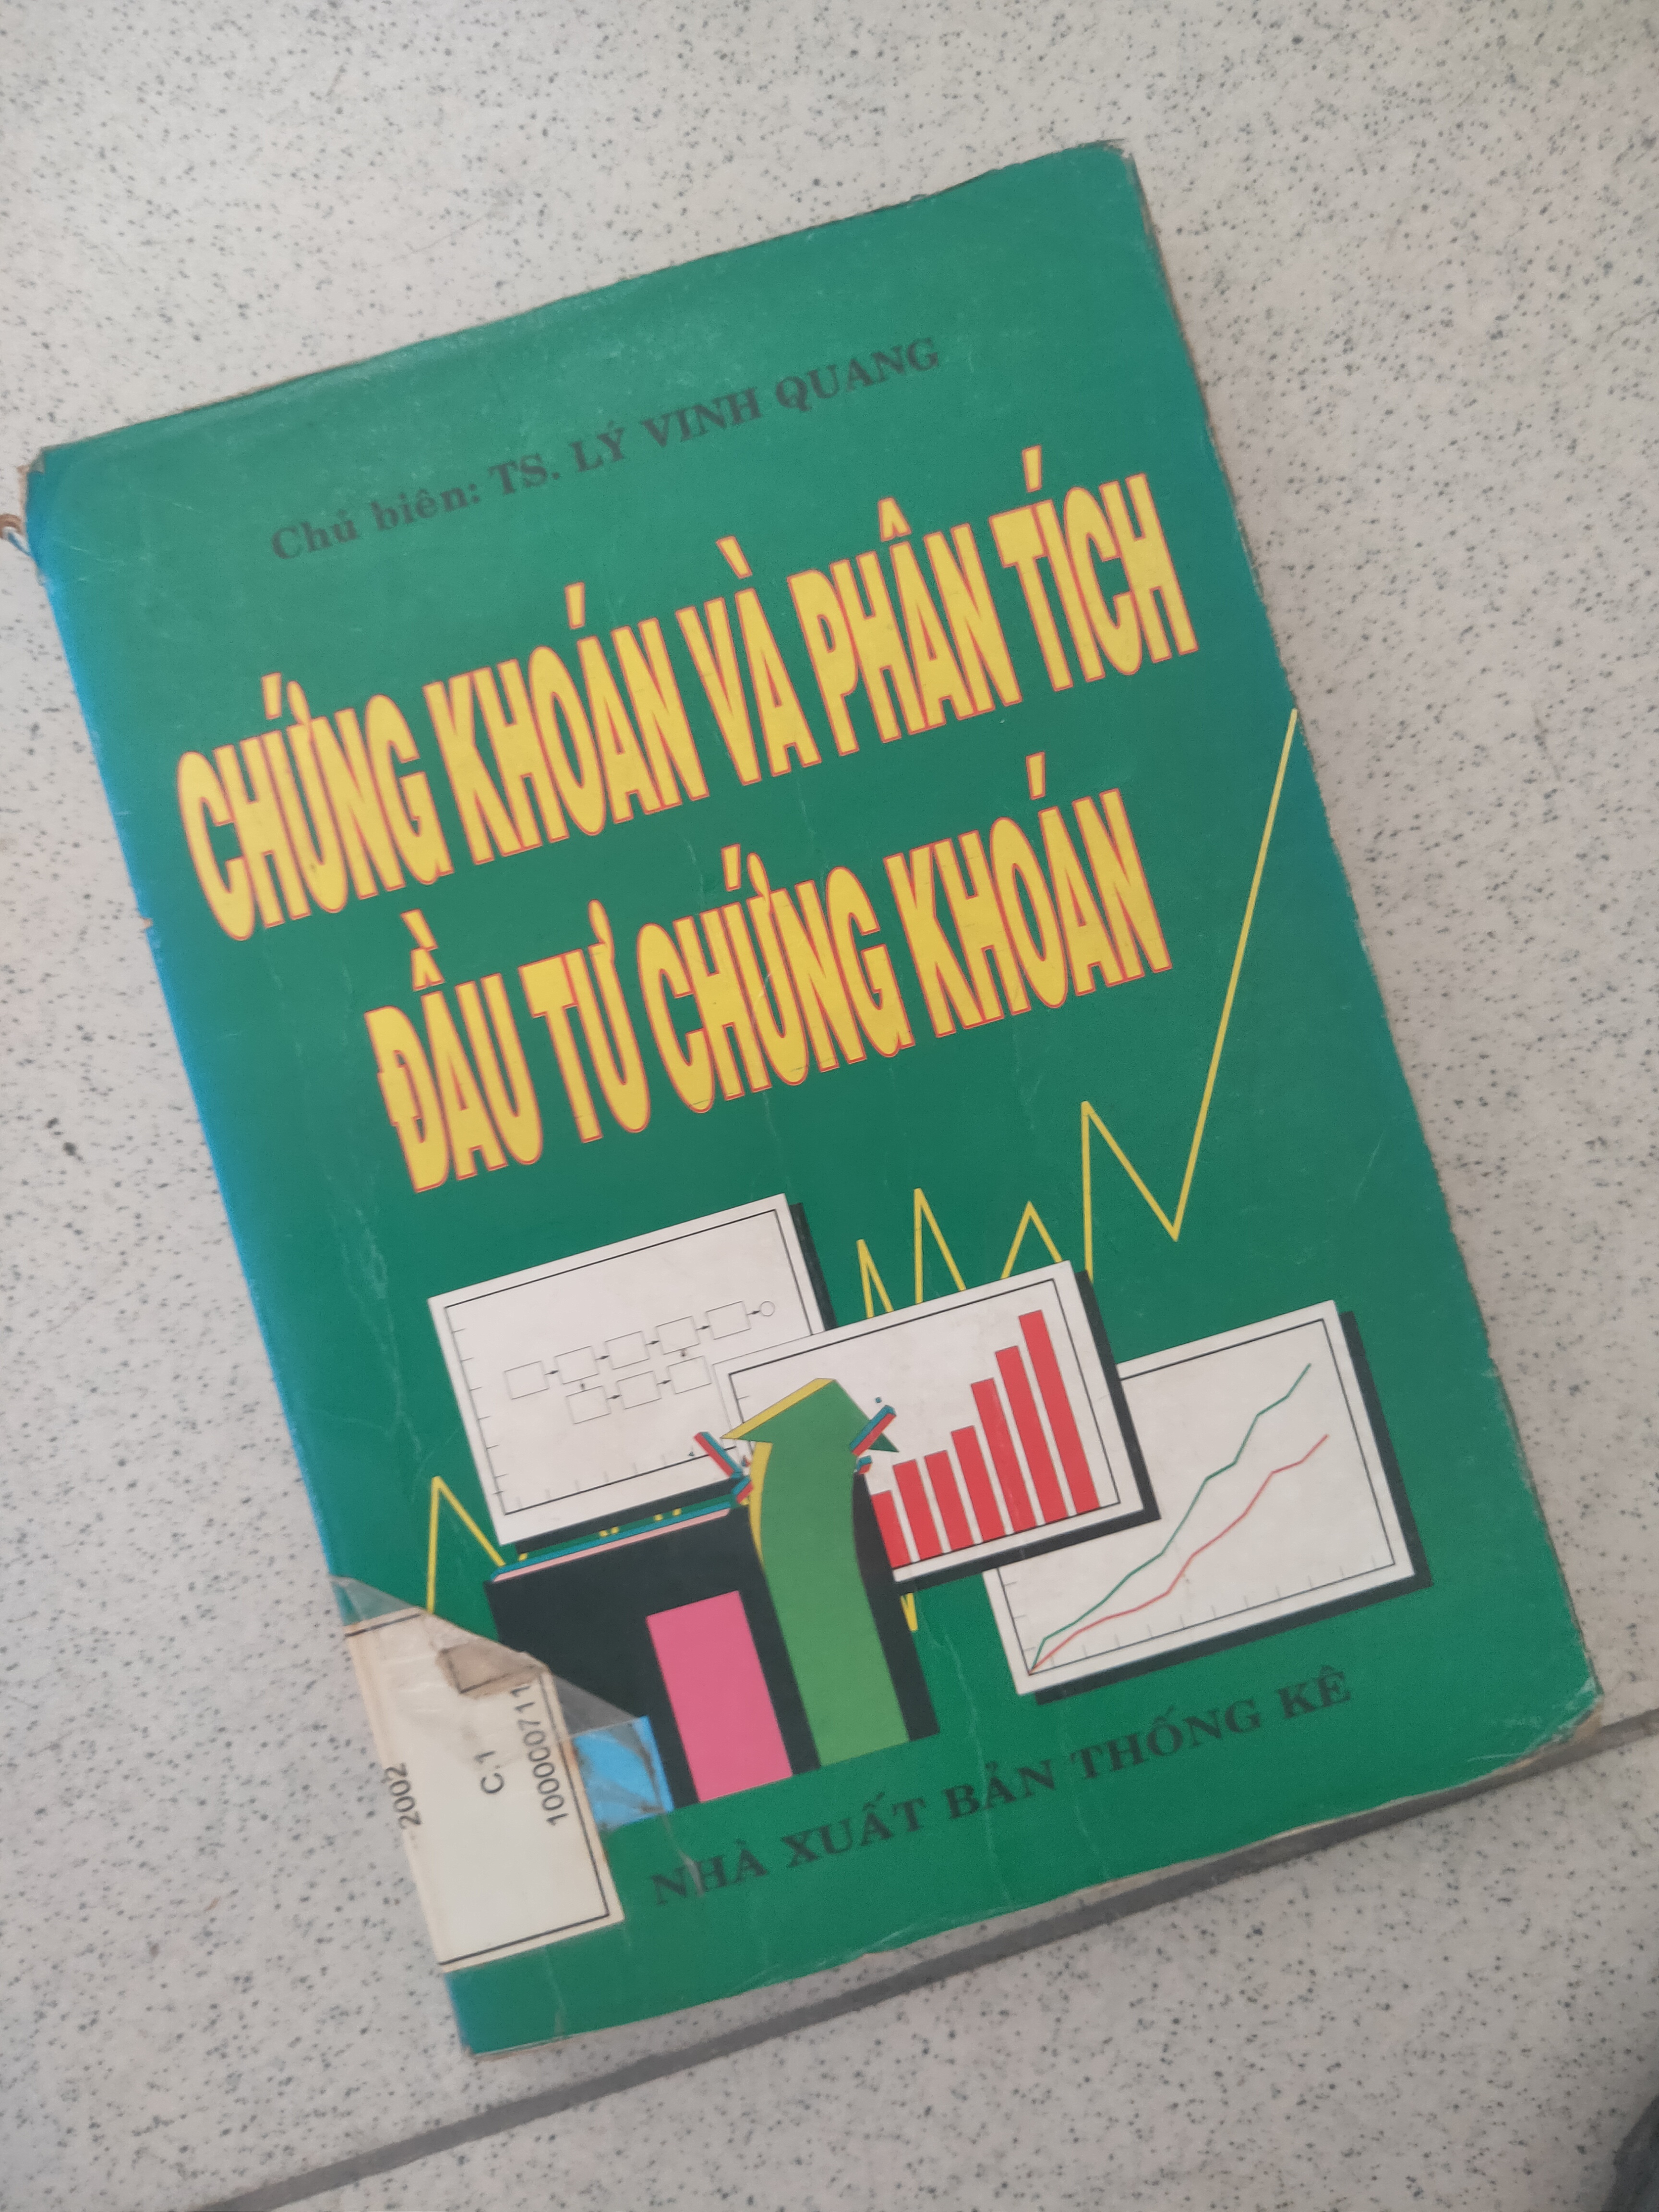 Chủ biên: TS. LÝ VINH QUANG
CHỨNG KHOÁN VÀ PHÂN TÍCH
ĐẦU TƯ CHỨNG KHOÁN
2002
C.1
NHÀ XUẤT BẢN THỐNG KÊ